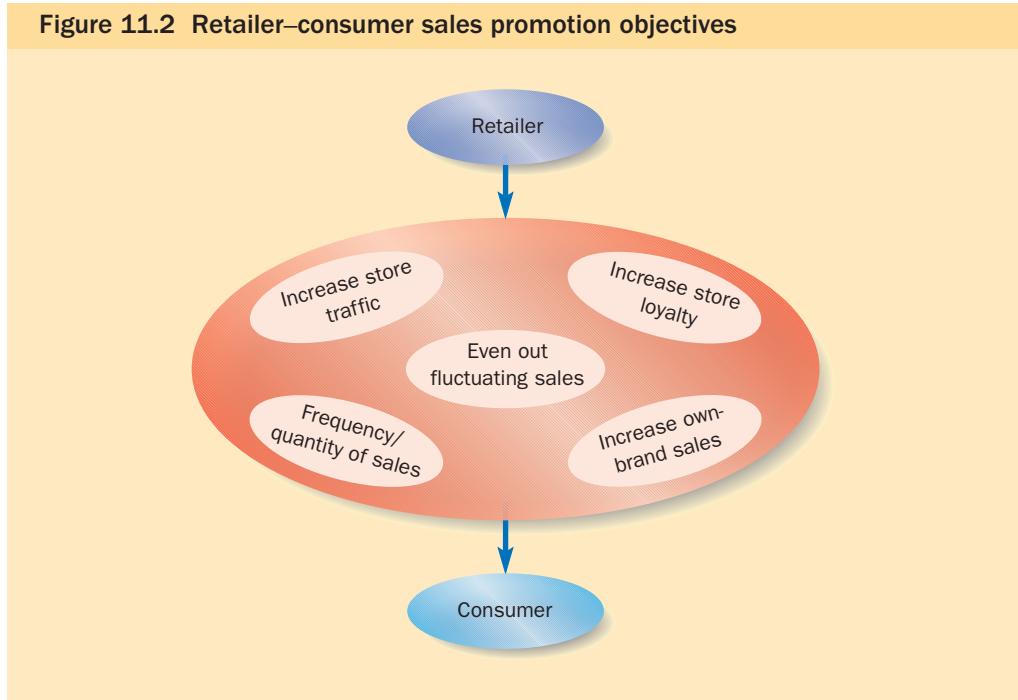 Figure 11.2 Retailer–consumer sales promotion objectives
Retailer
Increase store
traffic
Increase store
loyalty
Even out
fluctuating sales
Frequency/
quantity of sales
Increase own-
brand sales
Consumer